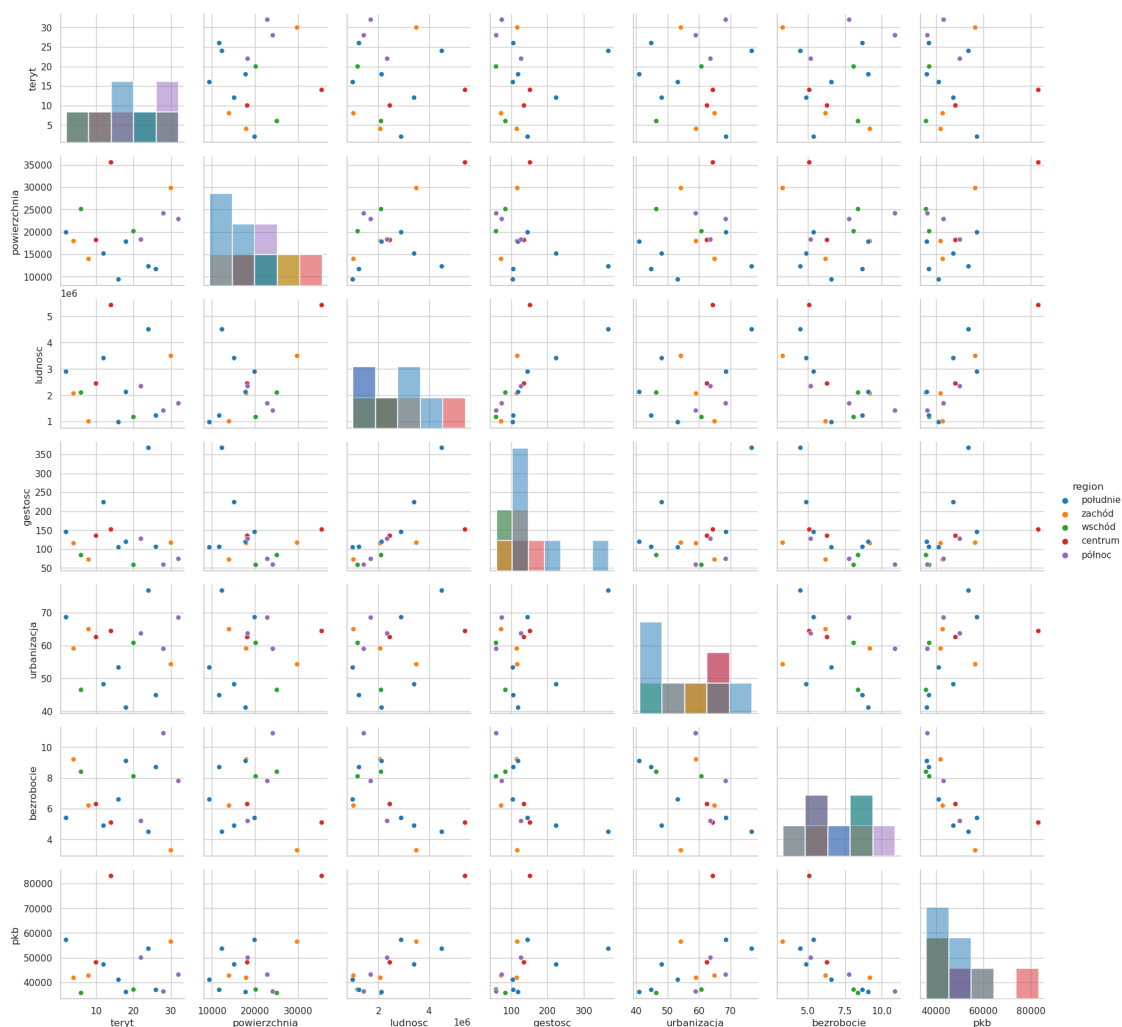 30
25
20
15
10
5
teryt
35000
30000
25000
20000
15000
10000
powierzchnia
1e6
5
4
3
2
1
ludnosc
350
300
250
200
150
100
50
gestosc
region
południe
zachód
wschód
centrum
północ
70
60
50
40
urbanizacja
10
8
6
4
bezrobocie
80000
70000
60000
50000
40000
pkb
10 20 30
10000 20000 30000
2 4 1e6
0 100 200 300
40 50 60 70
2.5 5.0 7.5 10.0
40000 60000 80000
teryt powierzchnia ludnosc gestosc urbanizacja bezrobocie pkb